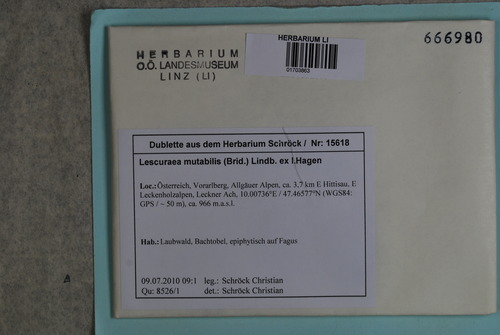 HERBARIUM
O.Ö. LANDESMUSEUM
LINZ (LI)
HERBARIUM LI
01703863
666980
Dublette aus dem Herbarium Schröck / Nr: 15618
Lescuraea mutabilis (Brid.) Lindb. ex I.Hagen
Loc.: Österreich, Vorarlberg, Allgäuer Alpen, ca. 3,7 km E Hittisau, E
Leckenholzalpen, Leckner Ach, 10.00736°E / 47.46577°N (WGS84:
GPS / ~ 50 m), ca. 966 m.a.s.l.
Hab.: Laubwald, Bachtobel, epiphytisch auf Fagus
09.07.2010 09:1 leg.: Schröck Christian
Qu: 8526/1 det.: Schröck Christian